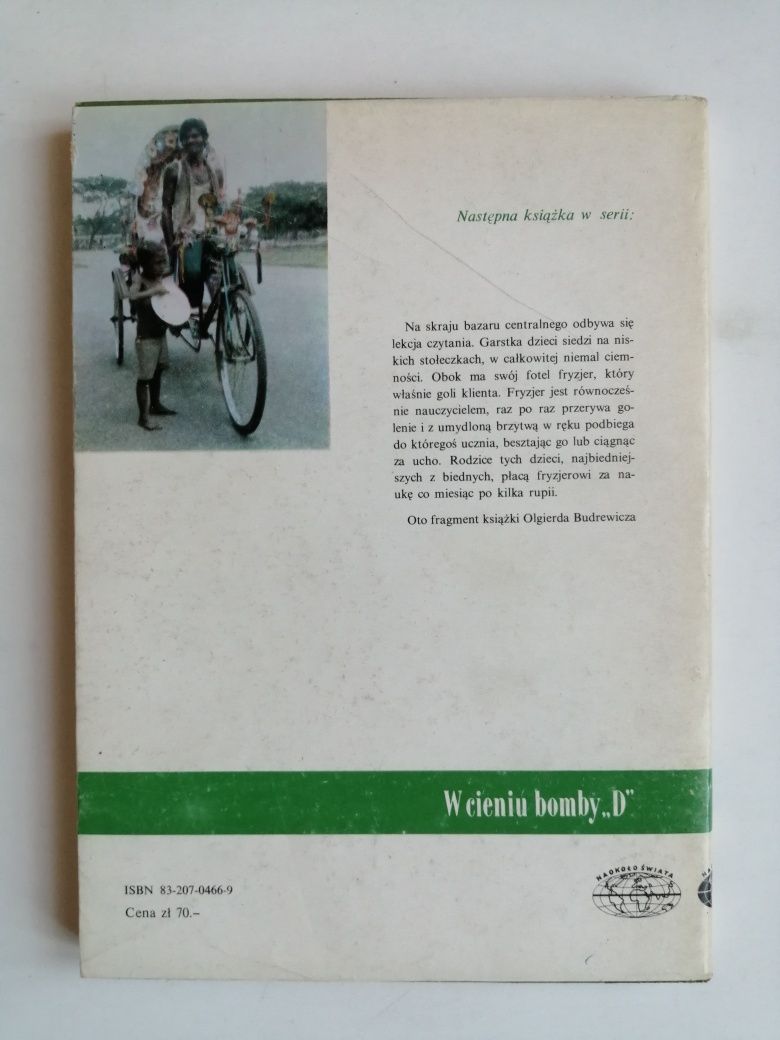 Następna książka w serii:
Na skraju bazaru centralnego odbywa się
lekcja czytania. Garstka dzieci siedzi na nis-
kich stołeczkach, w całkowitej niemal ciem-
ności. Obok ma swój fotel fryzjer, który
właśnie goli klienta. Fryzjer jest równocześ-
nie nauczycielem, raz po raz przerywa go-
lenie i z umydloną brzytwą w ręku podbiega
do któregoś ucznia, besztając go lub ciągnąc
za ucho. Rodzice tych dzieci, najbiedniej-
szych z biednych, płacą fryzjerowi za na-
ukę co miesiąc po kilka rupii.
Oto fragment książki Olgierda Budrewicza
W cieniu bomby „D"
NAOKOŁO ŚWIATA
ISBN 83-207-0466-9
Cena zł 70.–